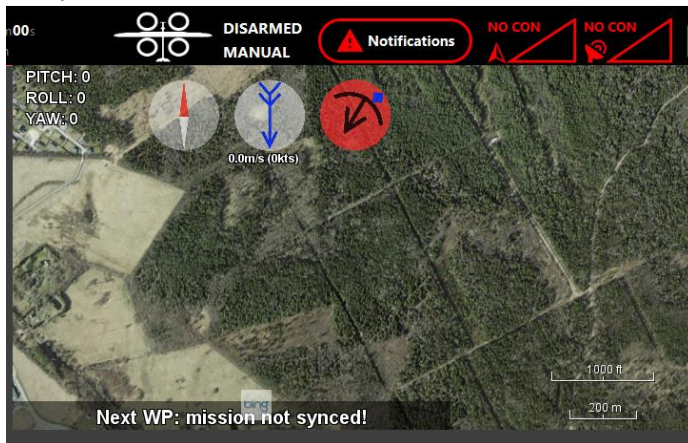 00s
DISARMED
MANUAL
Notifications
NO CON
NO CON
PITCH: 0
ROLL: 0
YAW: 0
0.0m/s (0kts)
1000 ft
200 m
bing
Next WP: mission not synced!